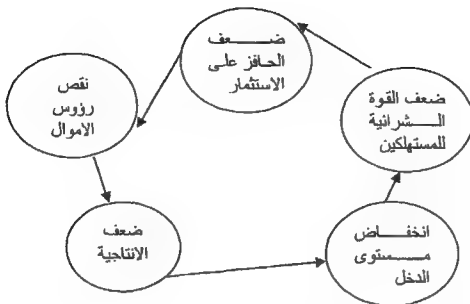 ضعف
الحافز على
الاستثمار
ضعف القوة
الشرائية
للمستهلكين
نقص
رؤوس
الاموال
ضعف
الانتاجية
انخفاض
مستوى
الدخل